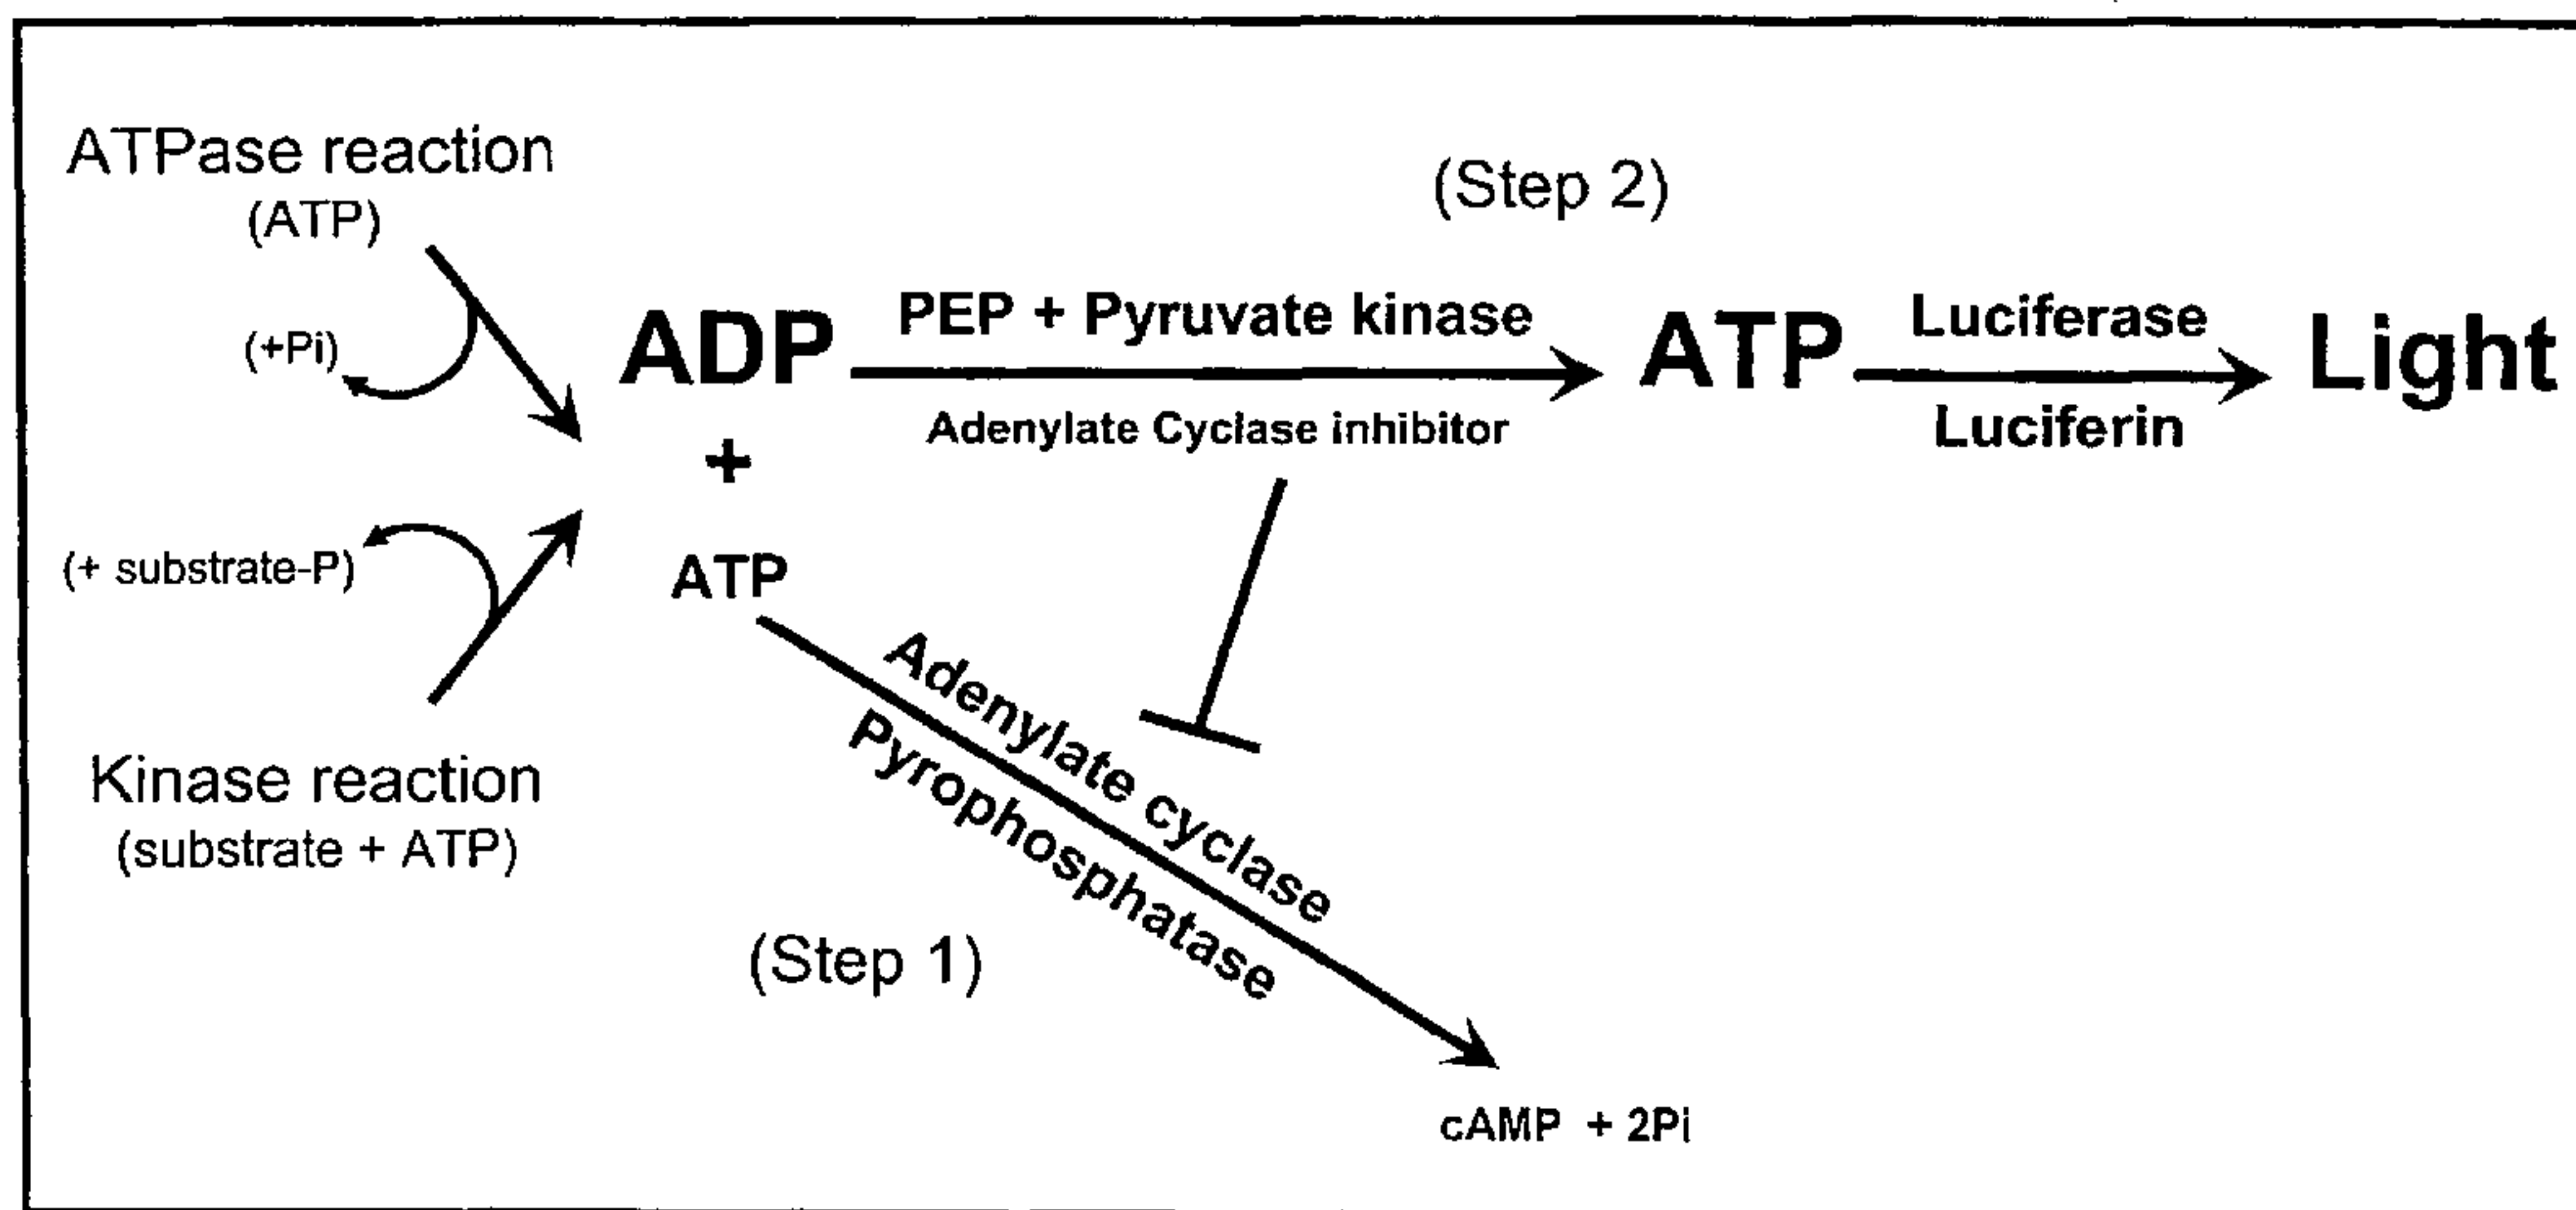 ATPase reaction
(ATP)
(+Pi)
(+ substrate-P)
Kinase reaction
(substrate + ATP)
ADP
+
ATP
(Step 2)
PEP + Pyruvate kinase
Adenylate Cyclase inhibitor
ATP
Luciferase
Luciferin
Light
Adenylate cyclase
Pyrophosphatase
(Step 1)
cAMP + 2Pi